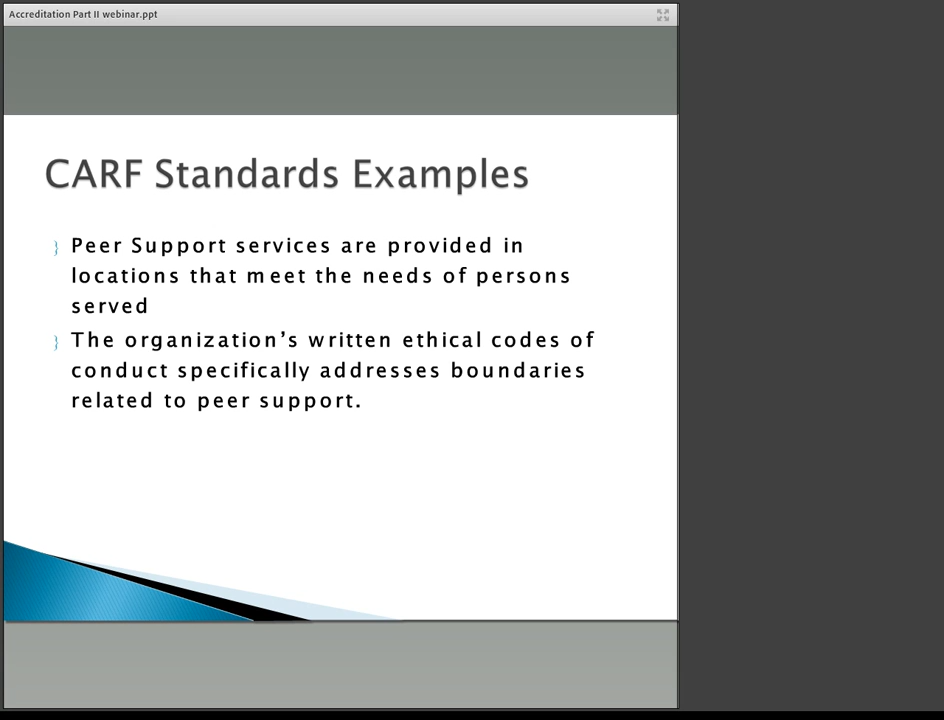 Accreditation Part II webinar.ppt
CARF Standards Examples
} Peer Support services are provided in
locations that meet the needs of persons
served
} The organization’s written ethical codes of
conduct specifically addresses boundaries
related to peer support.